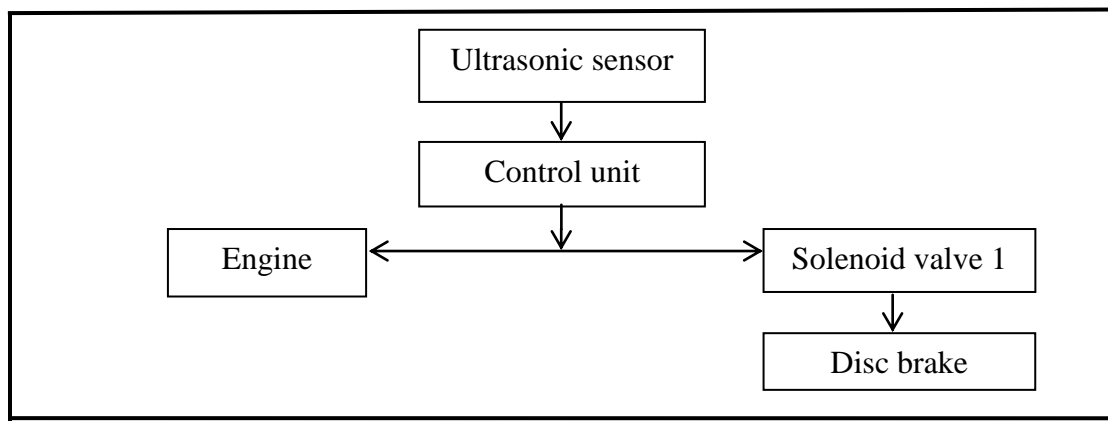 Ultrasonic sensor
Control unit
Engine
Solenoid valve 1
Disc brake